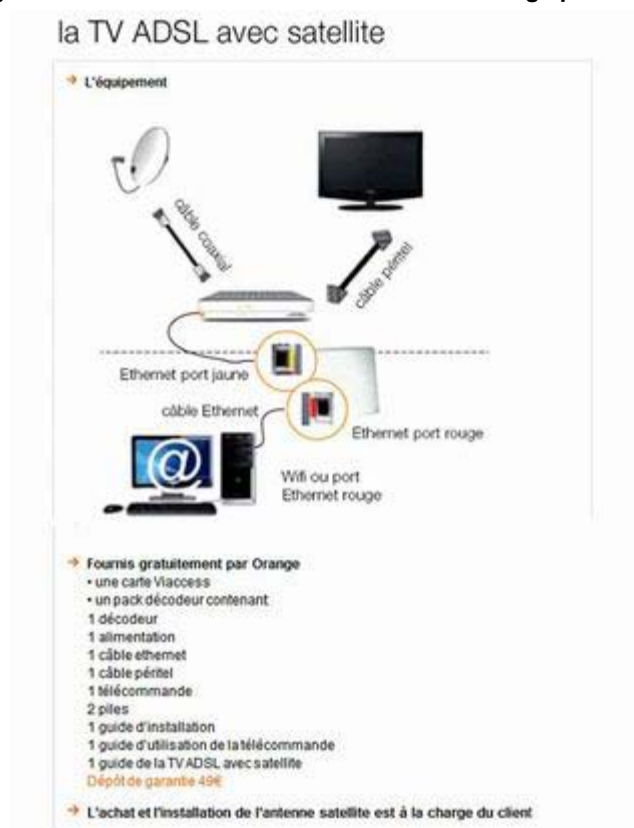 la TV ADSL avec satellite
L'équipement
câble coaxial
câble péritel
Ethernet port jaune
câble Ethernet
Ethernet port rouge
@
Wifi ou port
Ethernet rouge
Fournis gratuitement par Orange
• une carte Viaccess
• un pack décodeur contenant
1 décodeur
1 alimentation
1 câble ethernet
1 câble péritel
1 télécommande
2 piles
1 guide d'installation
1 guide d'utilisation de la télécommande
1 guide de la TV ADSL avec satellite
Dépôt de garantie 49€
L'achat et l'installation de l'antenne satellite est à la charge du client